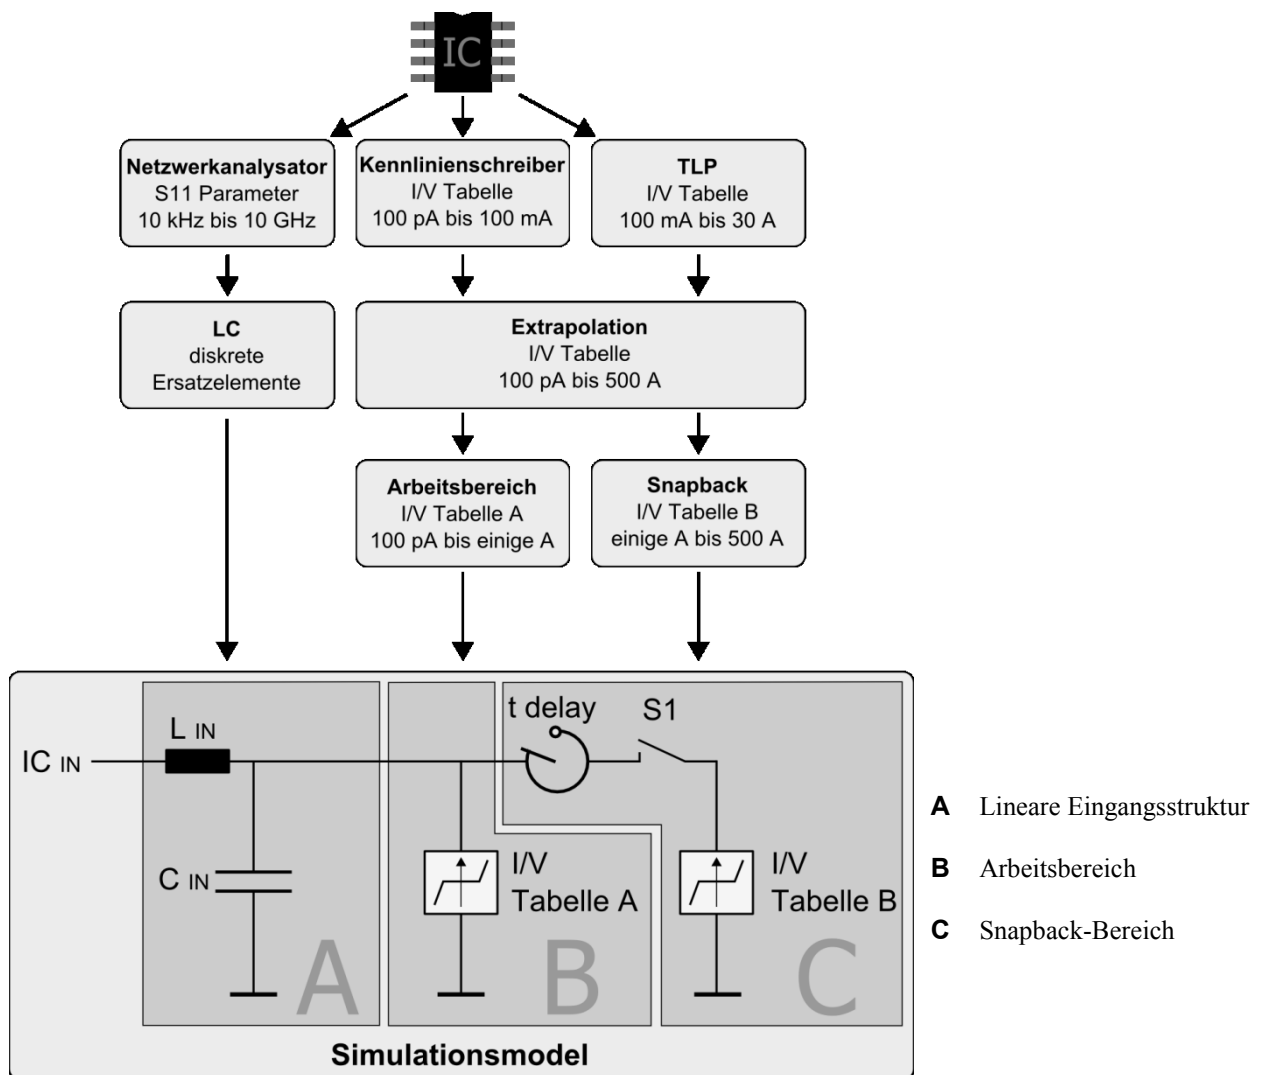 IC
Netzwerkanalysator
S11 Parameter
10 kHz bis 10 GHz
Kennlinienschreiber
I/V Tabelle
100 pA bis 100 mA
TLP
I/V Tabelle
100 mA bis 30 A
LC
diskrete
Ersatzelemente
Extrapolation
I/V Tabelle
100 pA bis 500 A
Arbeitsbereich
I/V Tabelle A
100 pA bis einige A
Snapback
I/V Tabelle B
einige A bis 500 A
IC IN
L IN
C IN
A
I/V
Tabelle A
B
t delay
S1
I/V
Tabelle B
C
Simulationsmodel
A Lineare Eingangsstruktur
B Arbeitsbereich
C Snapback-Bereich